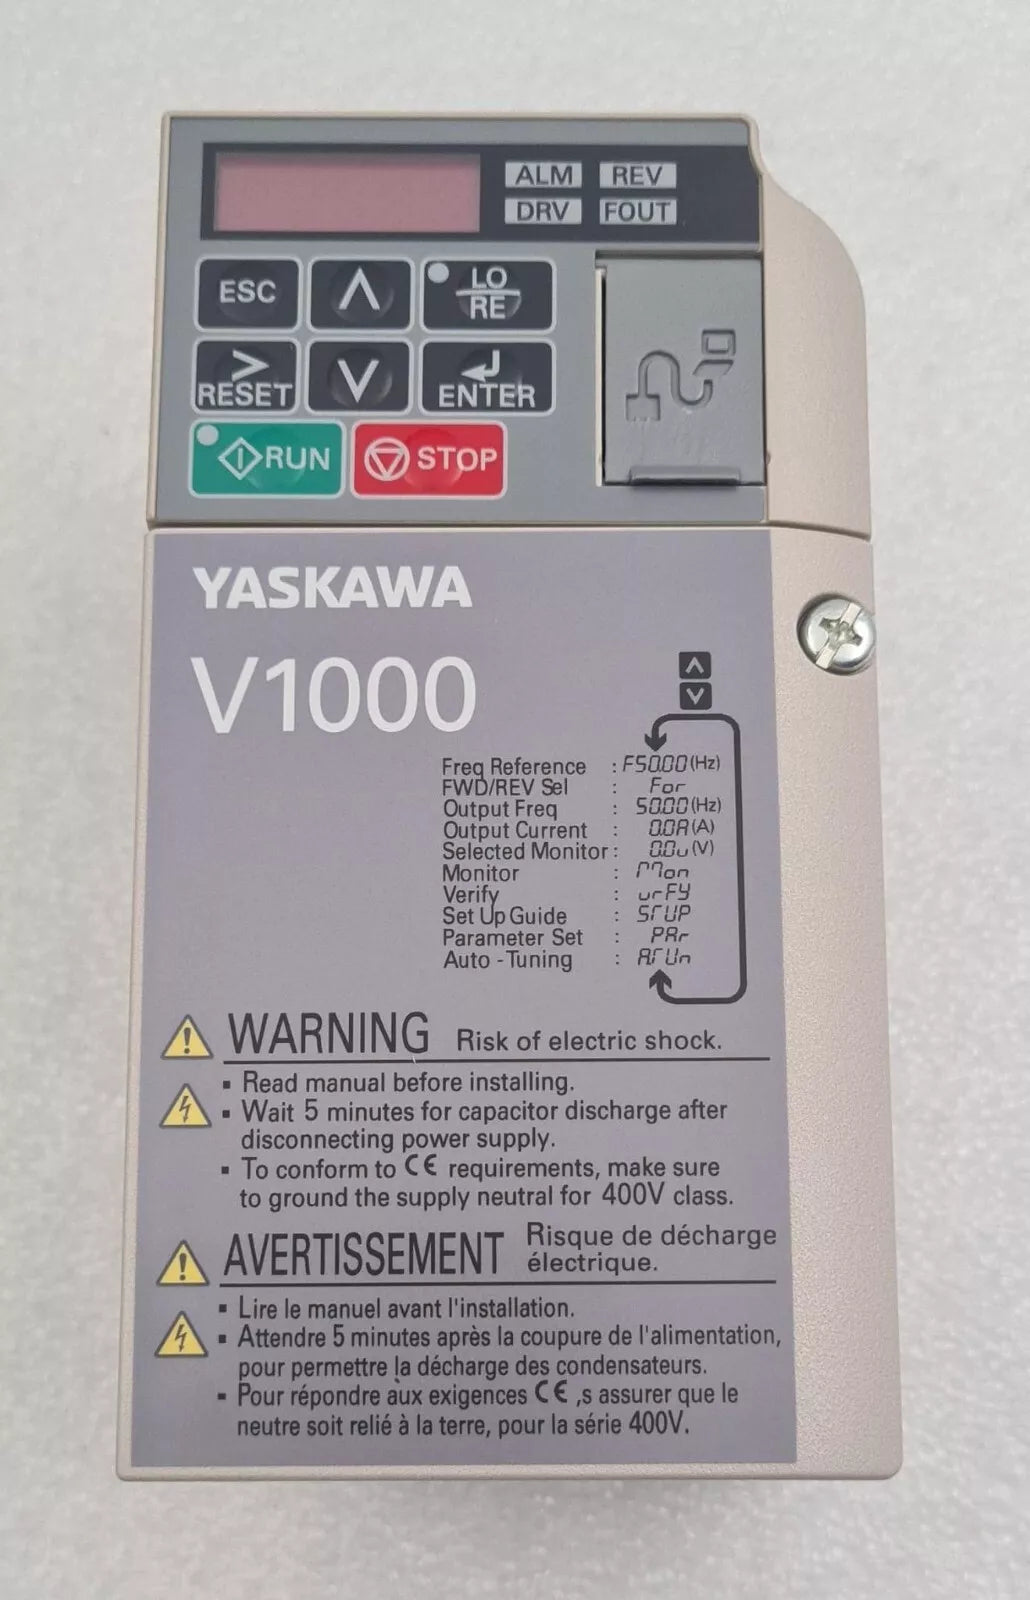 ALM REV
DRV FOUT
ESC
LO
RE
RESET
ENTER
RUN
STOP
YASKAWA
V1000
Freq Reference : F50.00 (Hz)
FWD/REV Sel : For
Output Freq : 50.00 (Hz)
Output Current : 0.0A (A)
Selected Monitor : 0.0u (V)
Monitor : Mon
Verify : urFY
Set Up Guide : STUP
Parameter Set : PAr
Auto -Tuning : ATUn
WARNING Risk of electric shock.
▪ Read manual before installing.
▪ Wait 5 minutes for capacitor discharge after
disconnecting power supply.
▪ To conform to CE requirements, make sure
to ground the supply neutral for 400V class.
AVERTISSEMENT Risque de décharge
électrique.
▪ Lire le manuel avant l'installation.
▪ Attendre 5 minutes après la coupure de l'alimentation,
pour permettre la décharge des condensateurs.
▪ Pour répondre aux exigences CE ,s assurer que le
neutre soit relié à la terre, pour la série 400V.